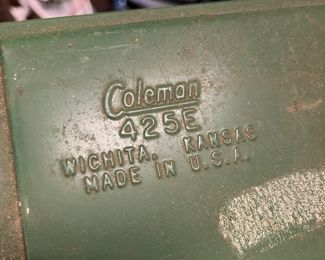 Coleman
425E
WICHITA, KANSAS
MADE IN U.S.A.